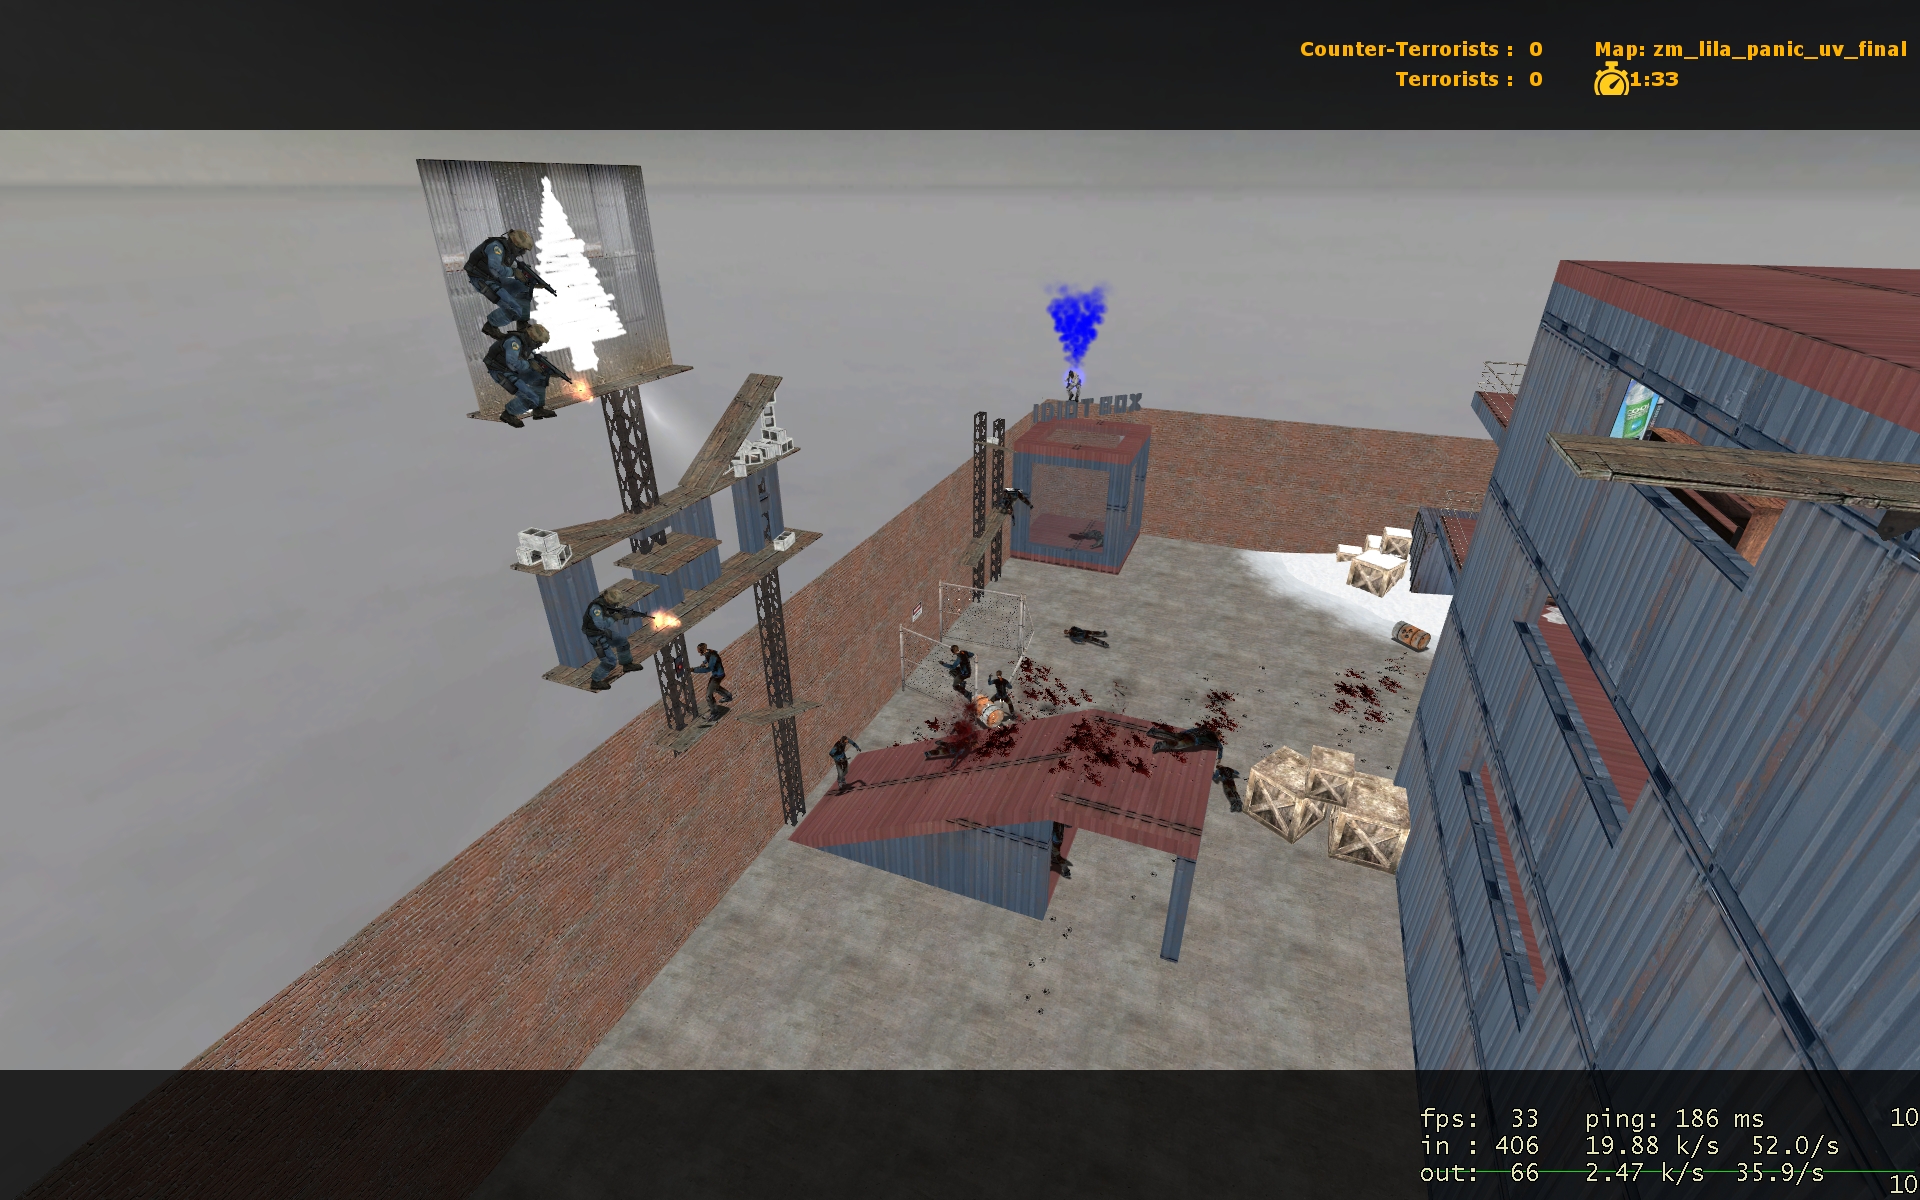 Counter-Terrorists : 0 Map: zm_lila_panic_uv_final
Terrorists : 0 1:33
IDIOT BOX
fps: 33 ping: 186 ms 10
in : 406 19.88 k/s 52.0/s
out: 66 2.47 k/s 35.9/s 10